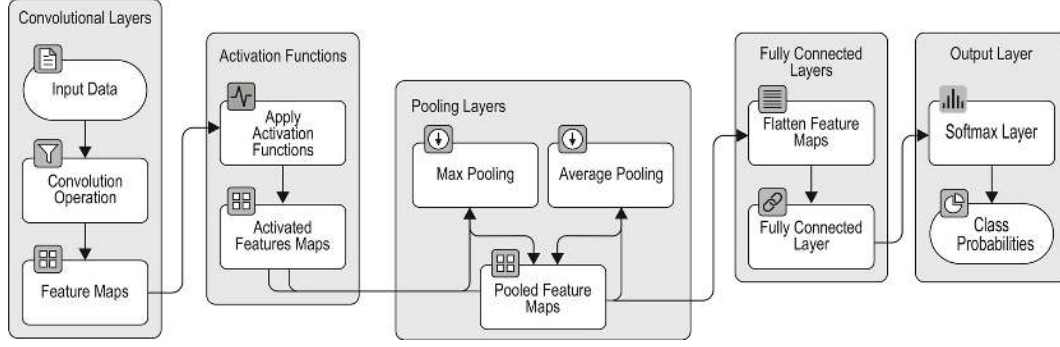 Convolutional Layers
Input Data
Convolution
Operation
Feature Maps
Activation Functions
Apply
Activation
Functions
Activated
Features Maps
Pooling Layers
Max Pooling
Average Pooling
Pooled Feature
Maps
Fully Connected
Layers
Flatten Feature
Maps
Fully Connected
Layer
Output Layer
Softmax Layer
Class
Probabilities